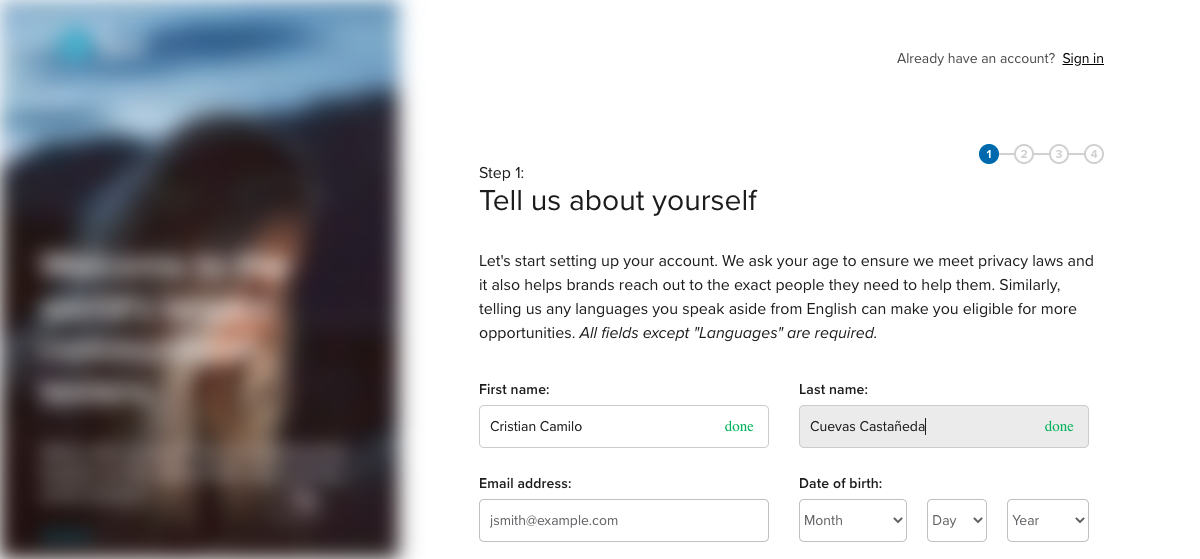 Already have an account? Sign in
1 2 3 4
Step 1:
Tell us about yourself
Let's start setting up your account. We ask your age to ensure we meet privacy laws and
it also helps brands reach out to the exact people they need to help them. Similarly,
telling us any languages you speak aside from English can make you eligible for more
opportunities. All fields except "Languages" are required.
First name: Last name:
Cristian Camilo done Cuevas Castañeda done
Email address: Date of birth:
jsmith@example.com Month Day Year